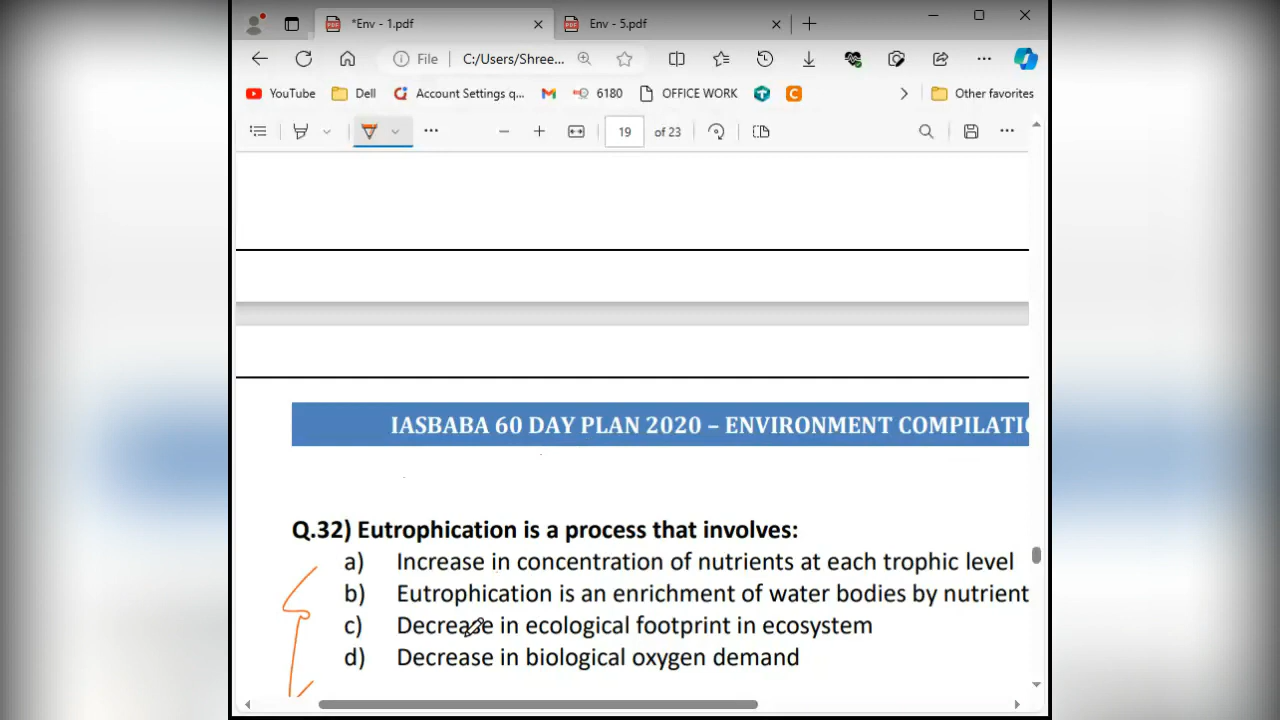 *Env - 1.pdf
Env - 5.pdf
File
C:/Users/Shree...
YouTube
Dell
Account Settings q...
6180
OFFICE WORK
Other favorites
19 of 23
IASBABA 60 DAY PLAN 2020 – ENVIRONMENT COMPILATIO
Q.32) Eutrophication is a process that involves:
a) Increase in concentration of nutrients at each trophic level
b) Eutrophication is an enrichment of water bodies by nutrient
c) Decrease in ecological footprint in ecosystem
d) Decrease in biological oxygen demand